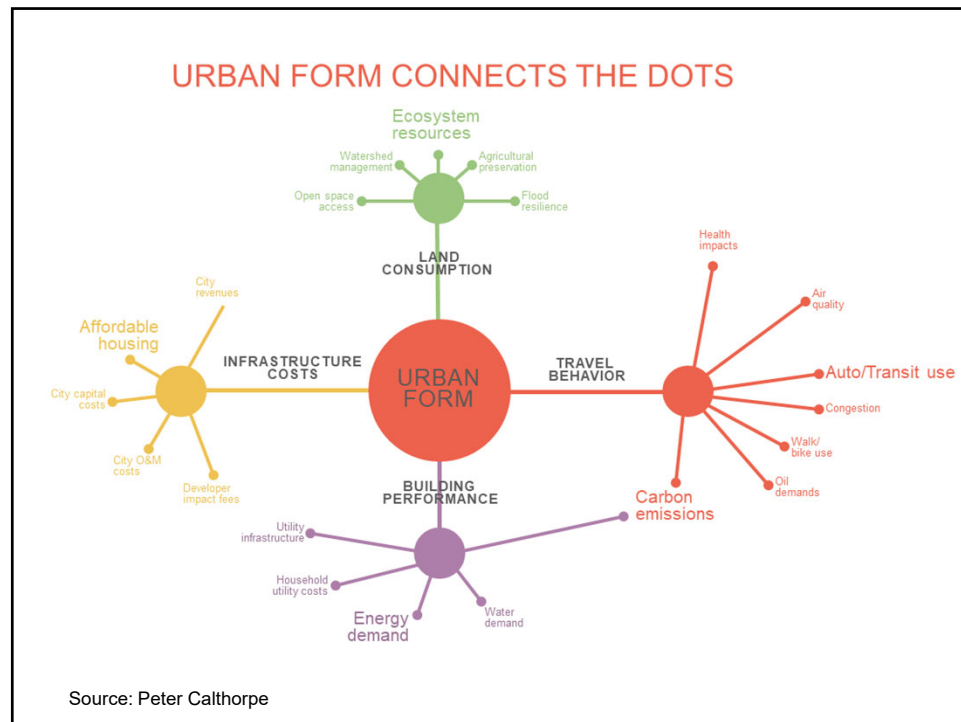 URBAN FORM CONNECTS THE DOTS
Ecosystem
resources
Watershed
management
Agricultural
preservation
Open space
access
Flood
resilience
LAND
CONSUMPTION
City
revenues
Affordable
housing
City capital
costs
City O&M
costs
Developer
impact fees
INFRASTRUCTURE
COSTS
URBAN
FORM
TRAVEL
BEHAVIOR
Health
impacts
Air
quality
Auto/Transit use
Congestion
Walk/
bike use
Oil
demands
Carbon
emissions
BUILDING
PERFORMANCE
Utility
infrastructure
Household
utility costs
Energy
demand
Water
demand
Source: Peter Calthorpe